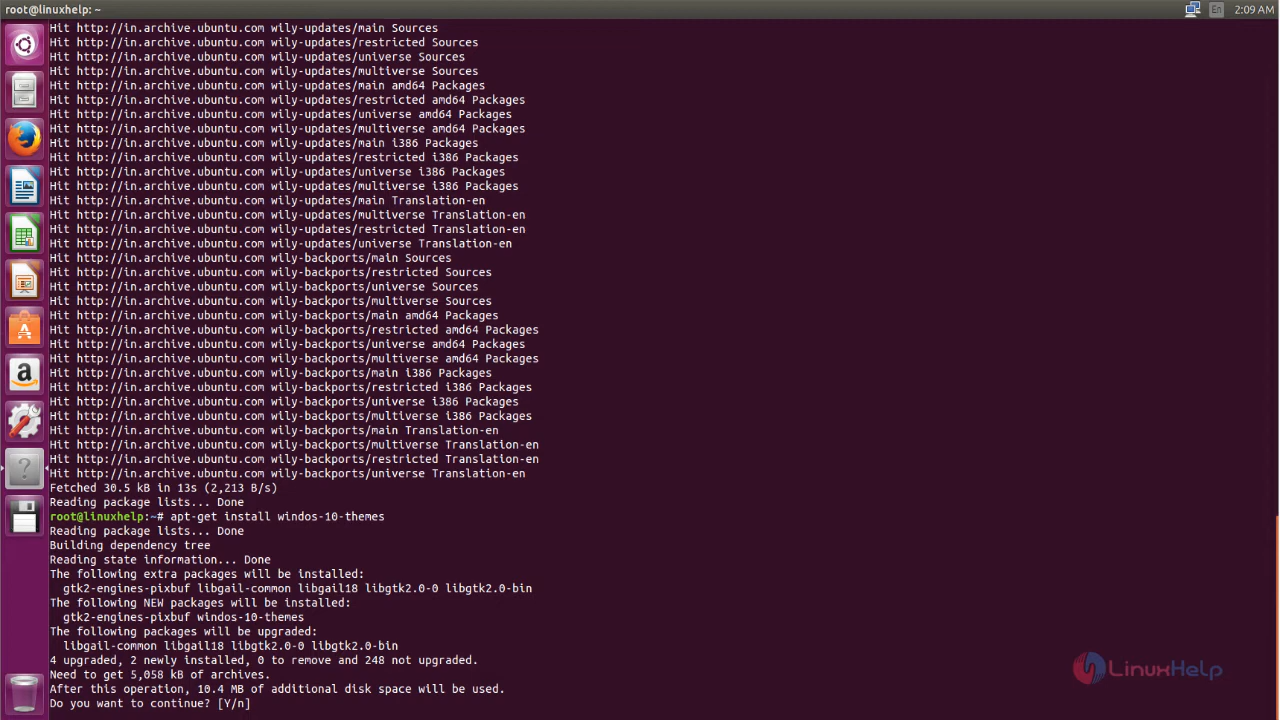 root@linuxhelp: ~
En
2:09 AM
Hit http://in.archive.ubuntu.com wily-updates/main Sources
Hit http://in.archive.ubuntu.com wily-updates/restricted Sources
Hit http://in.archive.ubuntu.com wily-updates/universe Sources
Hit http://in.archive.ubuntu.com wily-updates/multiverse Sources
Hit http://in.archive.ubuntu.com wily-updates/main amd64 Packages
Hit http://in.archive.ubuntu.com wily-updates/restricted amd64 Packages
Hit http://in.archive.ubuntu.com wily-updates/universe amd64 Packages
Hit http://in.archive.ubuntu.com wily-updates/multiverse amd64 Packages
Hit http://in.archive.ubuntu.com wily-updates/main i386 Packages
Hit http://in.archive.ubuntu.com wily-updates/restricted i386 Packages
Hit http://in.archive.ubuntu.com wily-updates/universe i386 Packages
Hit http://in.archive.ubuntu.com wily-updates/multiverse i386 Packages
Hit http://in.archive.ubuntu.com wily-updates/main Translation-en
Hit http://in.archive.ubuntu.com wily-updates/multiverse Translation-en
Hit http://in.archive.ubuntu.com wily-updates/restricted Translation-en
Hit http://in.archive.ubuntu.com wily-updates/universe Translation-en
Hit http://in.archive.ubuntu.com wily-backports/main Sources
Hit http://in.archive.ubuntu.com wily-backports/restricted Sources
Hit http://in.archive.ubuntu.com wily-backports/universe Sources
Hit http://in.archive.ubuntu.com wily-backports/multiverse Sources
Hit http://in.archive.ubuntu.com wily-backports/main amd64 Packages
Hit http://in.archive.ubuntu.com wily-backports/restricted amd64 Packages
Hit http://in.archive.ubuntu.com wily-backports/universe amd64 Packages
Hit http://in.archive.ubuntu.com wily-backports/multiverse amd64 Packages
Hit http://in.archive.ubuntu.com wily-backports/main i386 Packages
Hit http://in.archive.ubuntu.com wily-backports/restricted i386 Packages
Hit http://in.archive.ubuntu.com wily-backports/universe i386 Packages
Hit http://in.archive.ubuntu.com wily-backports/multiverse i386 Packages
Hit http://in.archive.ubuntu.com wily-backports/main Translation-en
Hit http://in.archive.ubuntu.com wily-backports/multiverse Translation-en
Hit http://in.archive.ubuntu.com wily-backports/restricted Translation-en
Hit http://in.archive.ubuntu.com wily-backports/universe Translation-en
Fetched 30.5 kB in 13s (2,213 B/s)
Reading package lists... Done
root@linuxhelp:~# apt-get install windos-10-themes
Reading package lists... Done
Building dependency tree
Reading state information... Done
The following extra packages will be installed:
gtk2-engines-pixbuf libgail-common libgail18 libgtk2.0-0 libgtk2.0-bin
The following NEW packages will be installed:
gtk2-engines-pixbuf windos-10-themes
The following packages will be upgraded:
libgail-common libgail18 libgtk2.0-0 libgtk2.0-bin
4 upgraded, 2 newly installed, 0 to remove and 248 not upgraded.
Need to get 5,058 kB of archives.
After this operation, 10.4 MB of additional disk space will be used.
Do you want to continue? [Y/n]
LinuxHelp